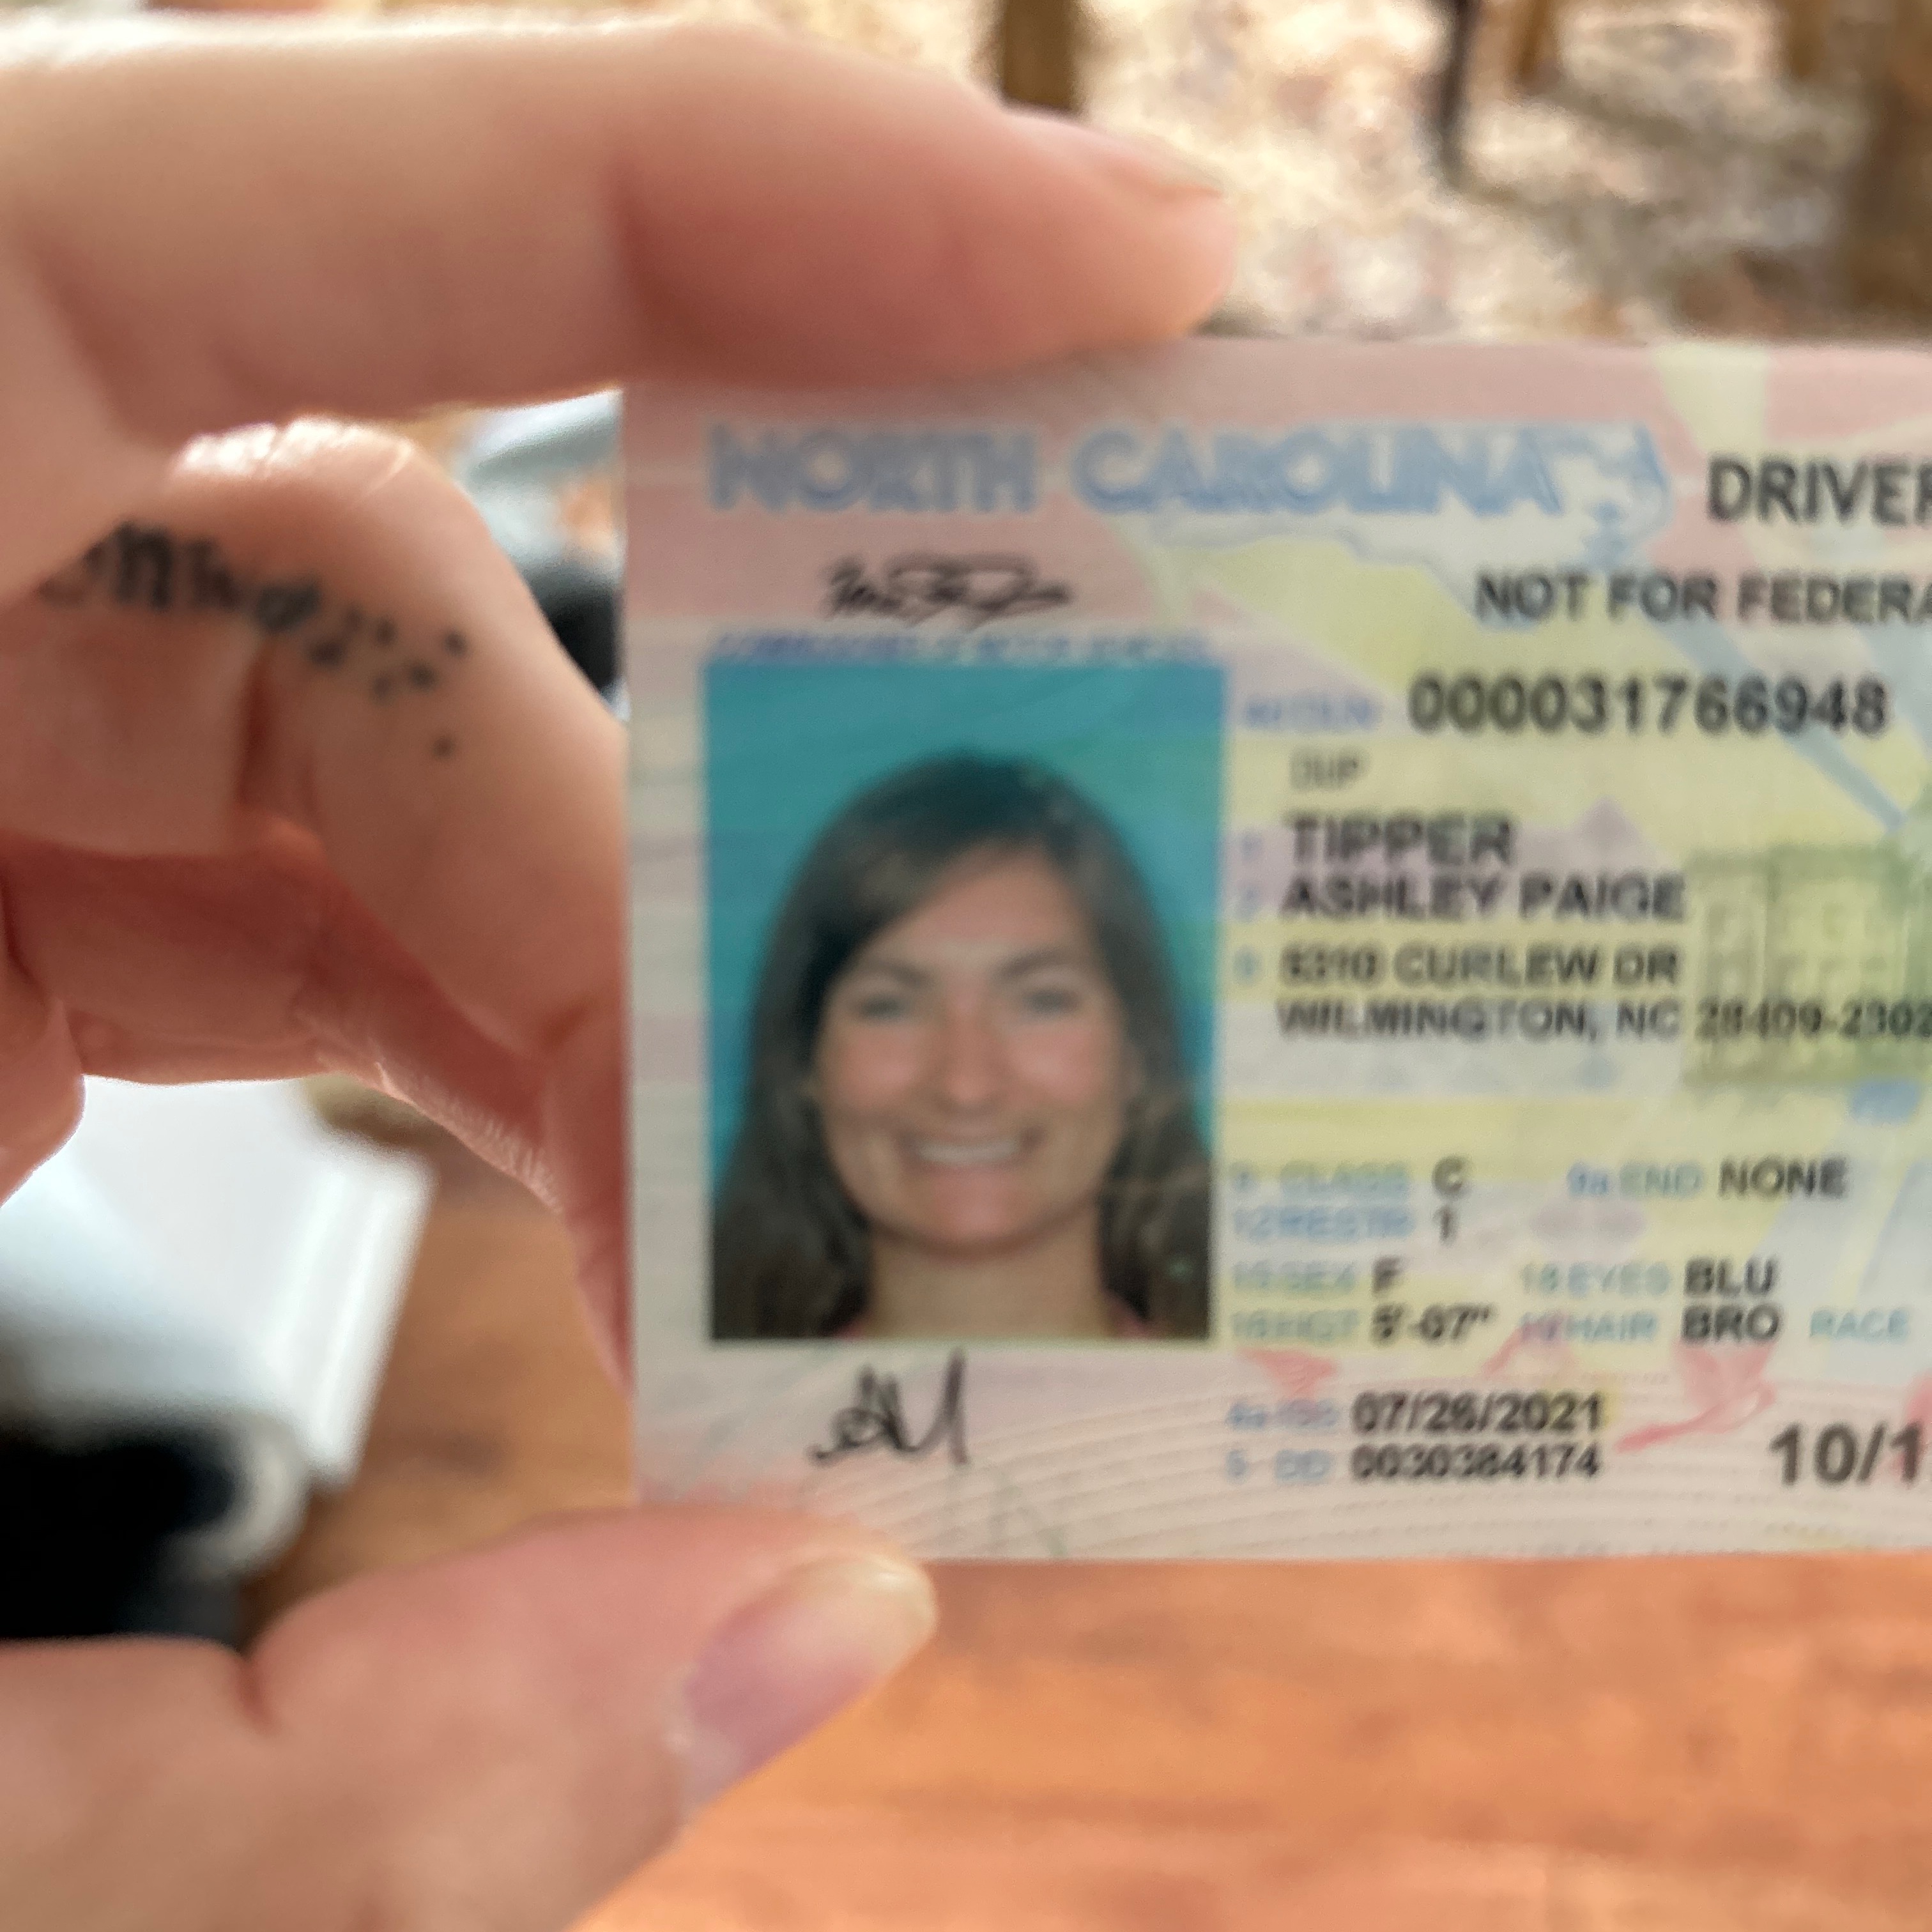 NORTH CAROLINA DRIVER
NOT FOR FEDERA
000031766948
DUP
1 TIPPER
2 ASHLEY PAIGE
8 CURLEW DR
WILMINGTON, NC 28409-2302
9 CLASS C 9a END NONE
12 RESTR 1
15 SEX F 18 EYES BLU
16 HGT 5'-07" 19 HAIR BRO RACE
4a ISS 07/26/2021
5 DD 0030384174
10/1